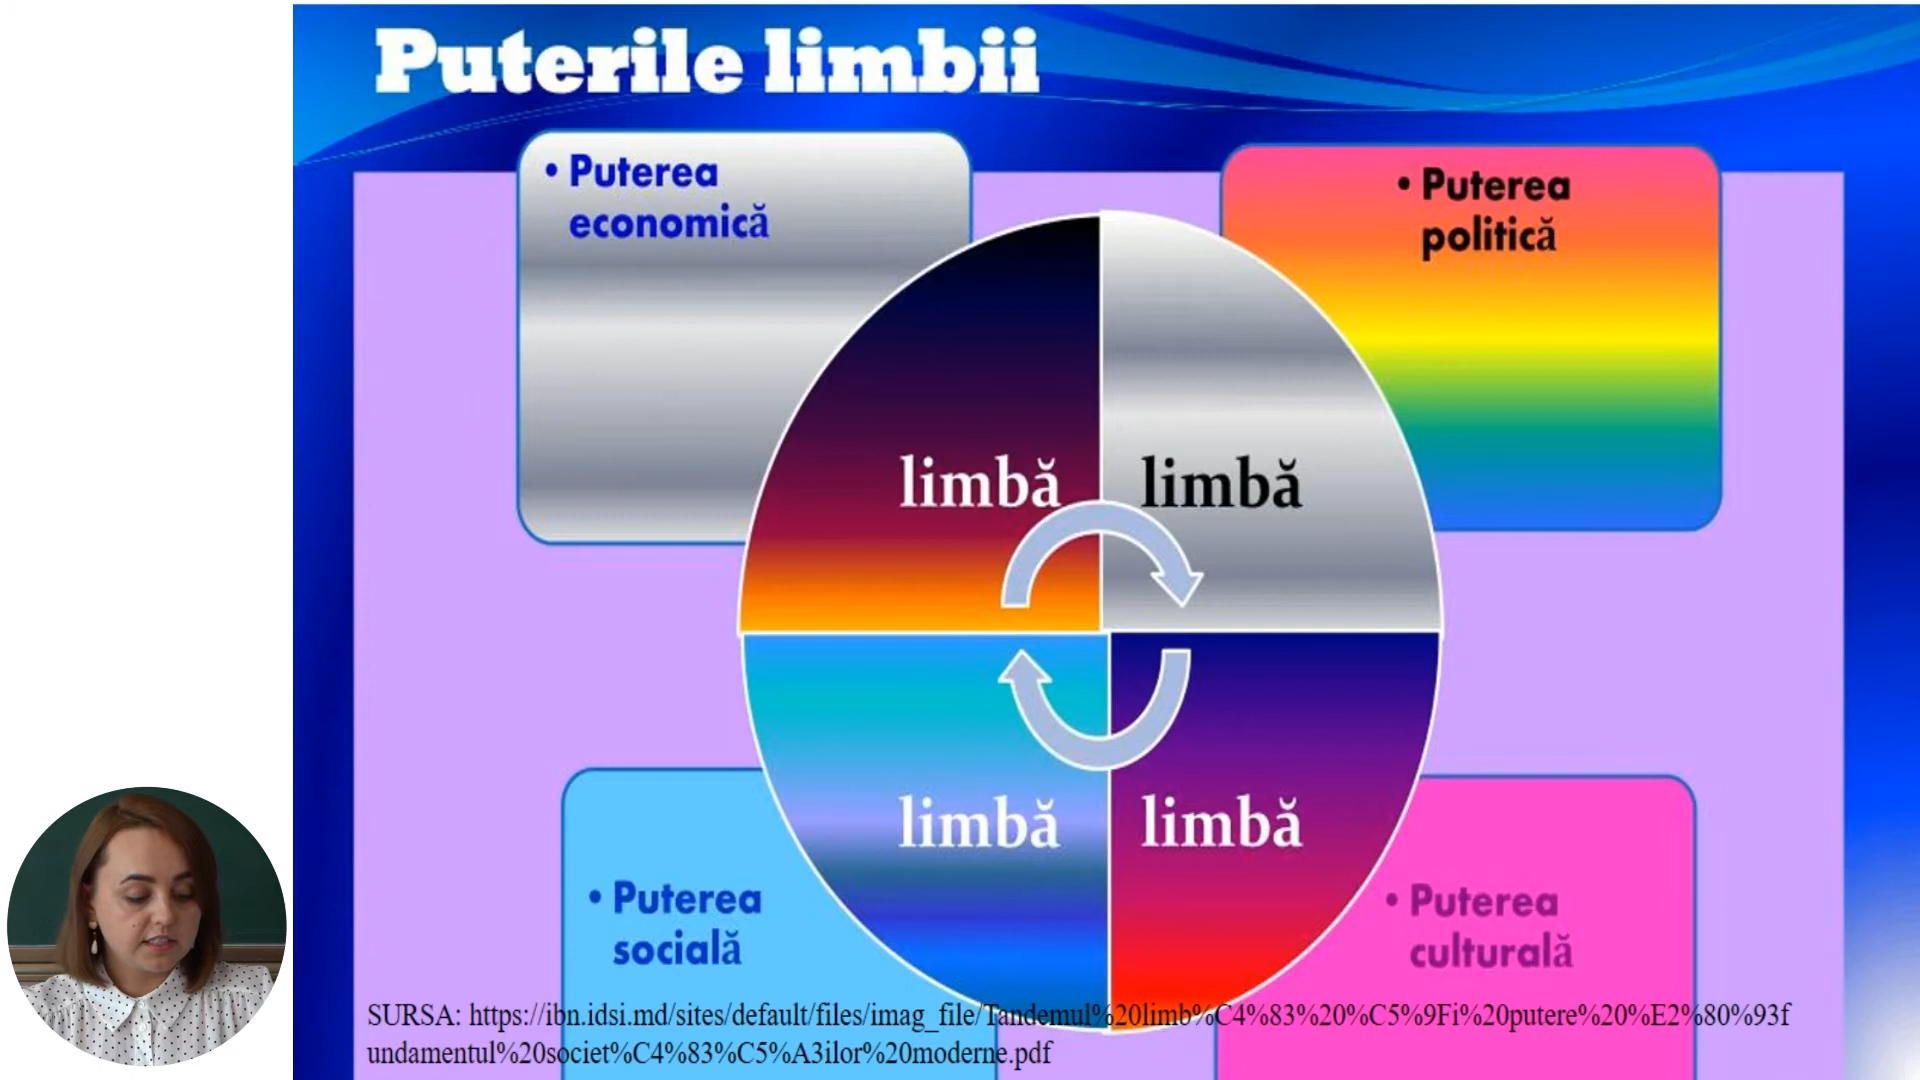 Puterile limbii
• Puterea
economică
• Puterea
politică
limbă
limbă
limbă
limbă
• Puterea
socială
• Puterea
culturală
SURSA: https://ibn.idsi.md/sites/default/files/imag_file/Tandemul%20limb%C4%83%20%C5%9Fi%20putere%20%E2%80%93f
undamentul%20societ%C4%83%C5%A3ilor%20moderne.pdf